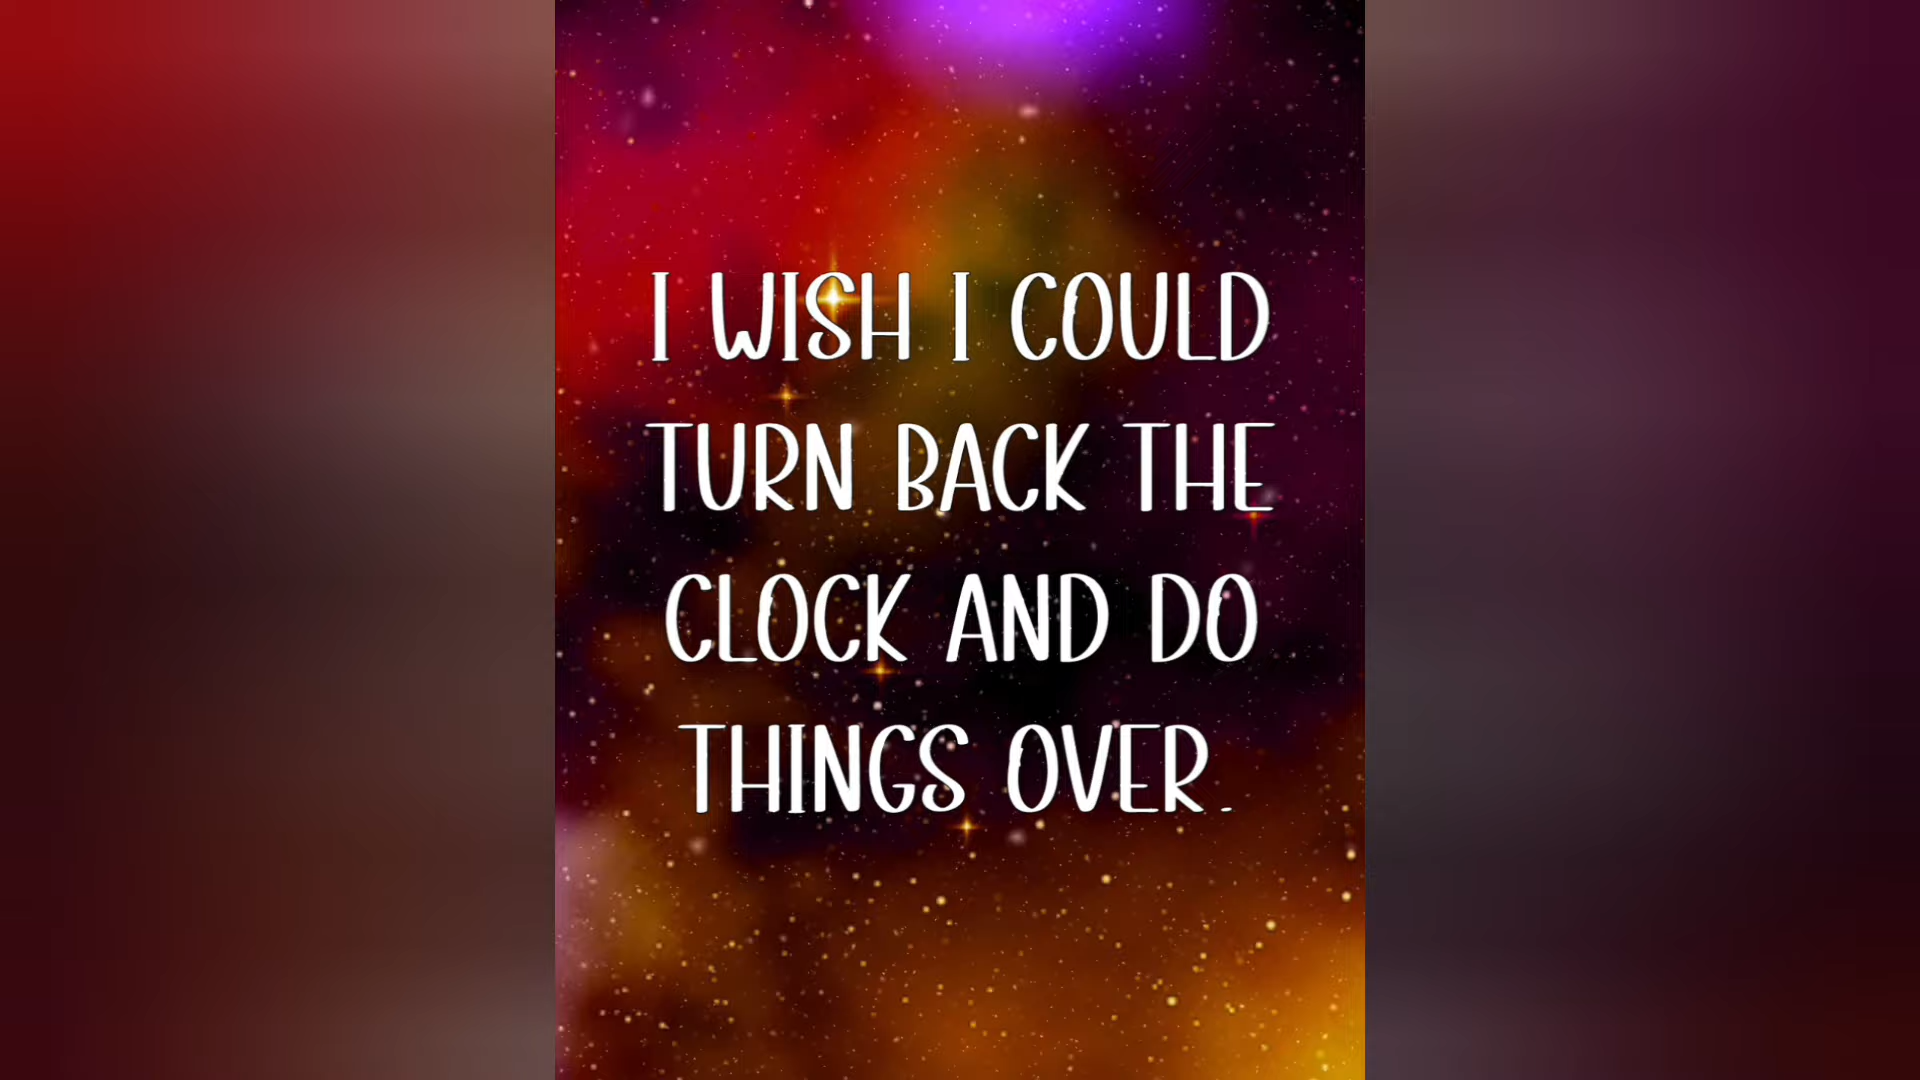 I WISH I COULD
TURN BACK THE
CLOCK AND DO
THINGS OVER.